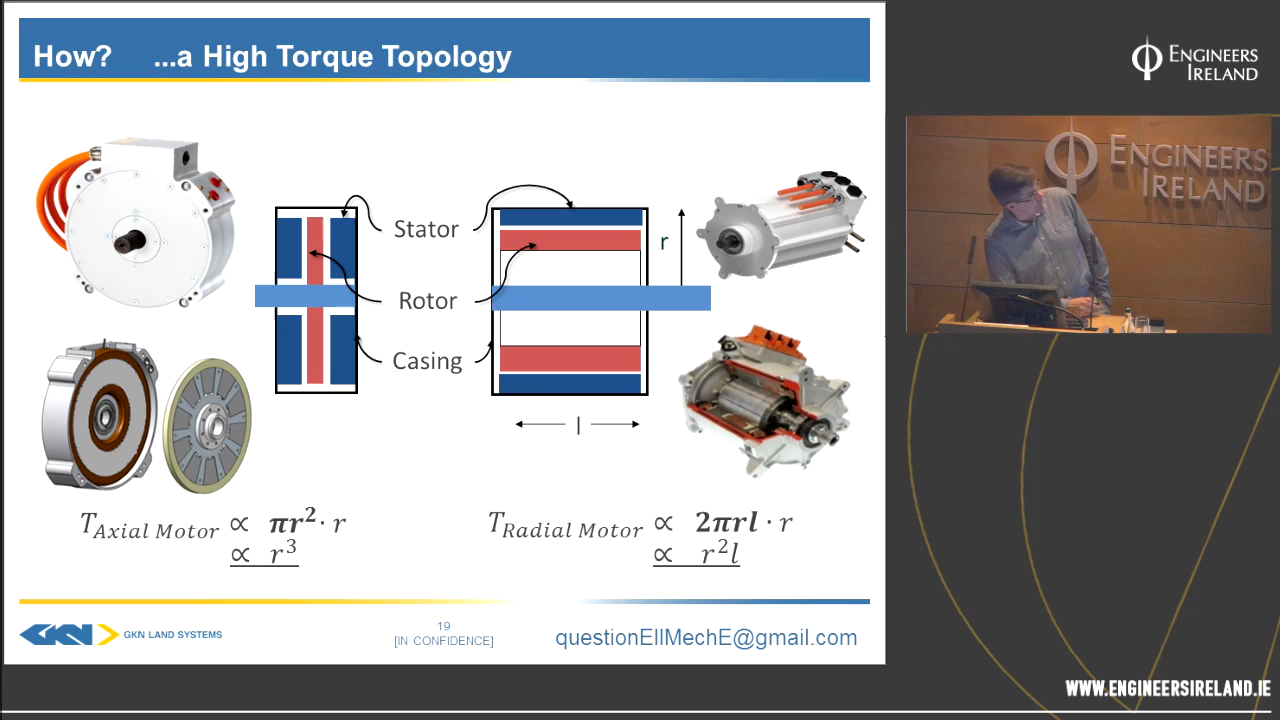 How? ...a High Torque Topology
Stator
Rotor
Casing
r
l
T_Axial Motor ∝ πr²· r
∝ r³
T_Radial Motor ∝ 2πrl · r
∝ r²l
GKN
GKN LAND SYSTEMS
19
[IN CONFIDENCE]
questionEIIMechE@gmail.com
ENGINEERS
IRELAND
ENGINEERS
IRELAND
WWW.ENGINEERSIRELAND.IE